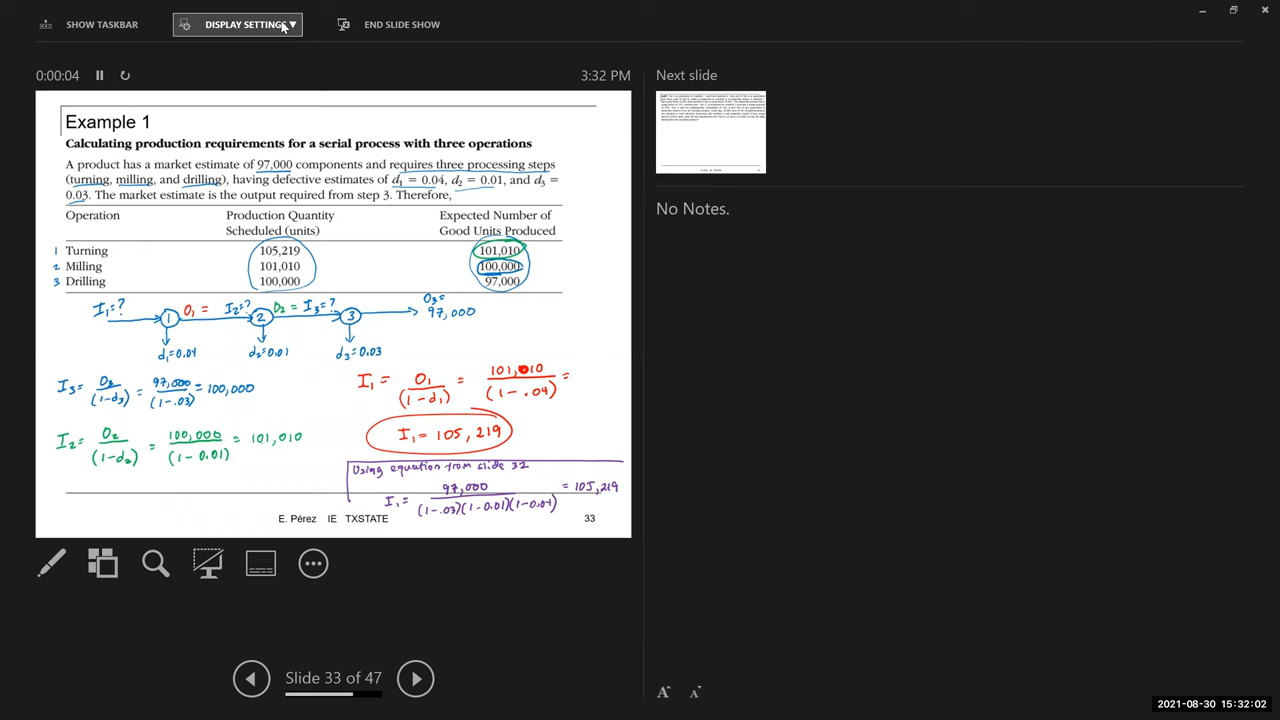 SHOW TASKBAR DISPLAY SETTINGS ▼ END SLIDE SHOW
0:00:04 3:32 PM
Example 1
Calculating production requirements for a serial process with three operations
A product has a market estimate of 97,000 components and requires three processing steps
(turning, milling, and drilling), having defective estimates of d1 = 0.04, d2 = 0.01, and d3 =
0.03. The market estimate is the output required from step 3. Therefore,
Operation Production Quantity Scheduled (units) Expected Number of Good Units Produced
1 Turning 105,219 101,010
2 Milling 101,010 100,000
3 Drilling 100,000 97,000
I1=? O1= I2=? O2= I3=? O3= 97,000
1 2 3
d1=0.04 d2=0.01 d3=0.03
I3= O3/(1-d3) = 97,000/(1-.03) = 100,000
I2= O2/(1-d2) = 100,000/(1-0.01) = 101,010
I1= O1/(1-d1) = 101,010/(1-.04) =
I1= 105,219
Using equation from slide 32
I1= 97,000/(1-.03)(1-0.01)(1-0.04) = 105,219
E. Pérez IE TXSTATE 33
Slide 33 of 47
Next slide
No Notes.
A A
2021-08-30 15:32:02